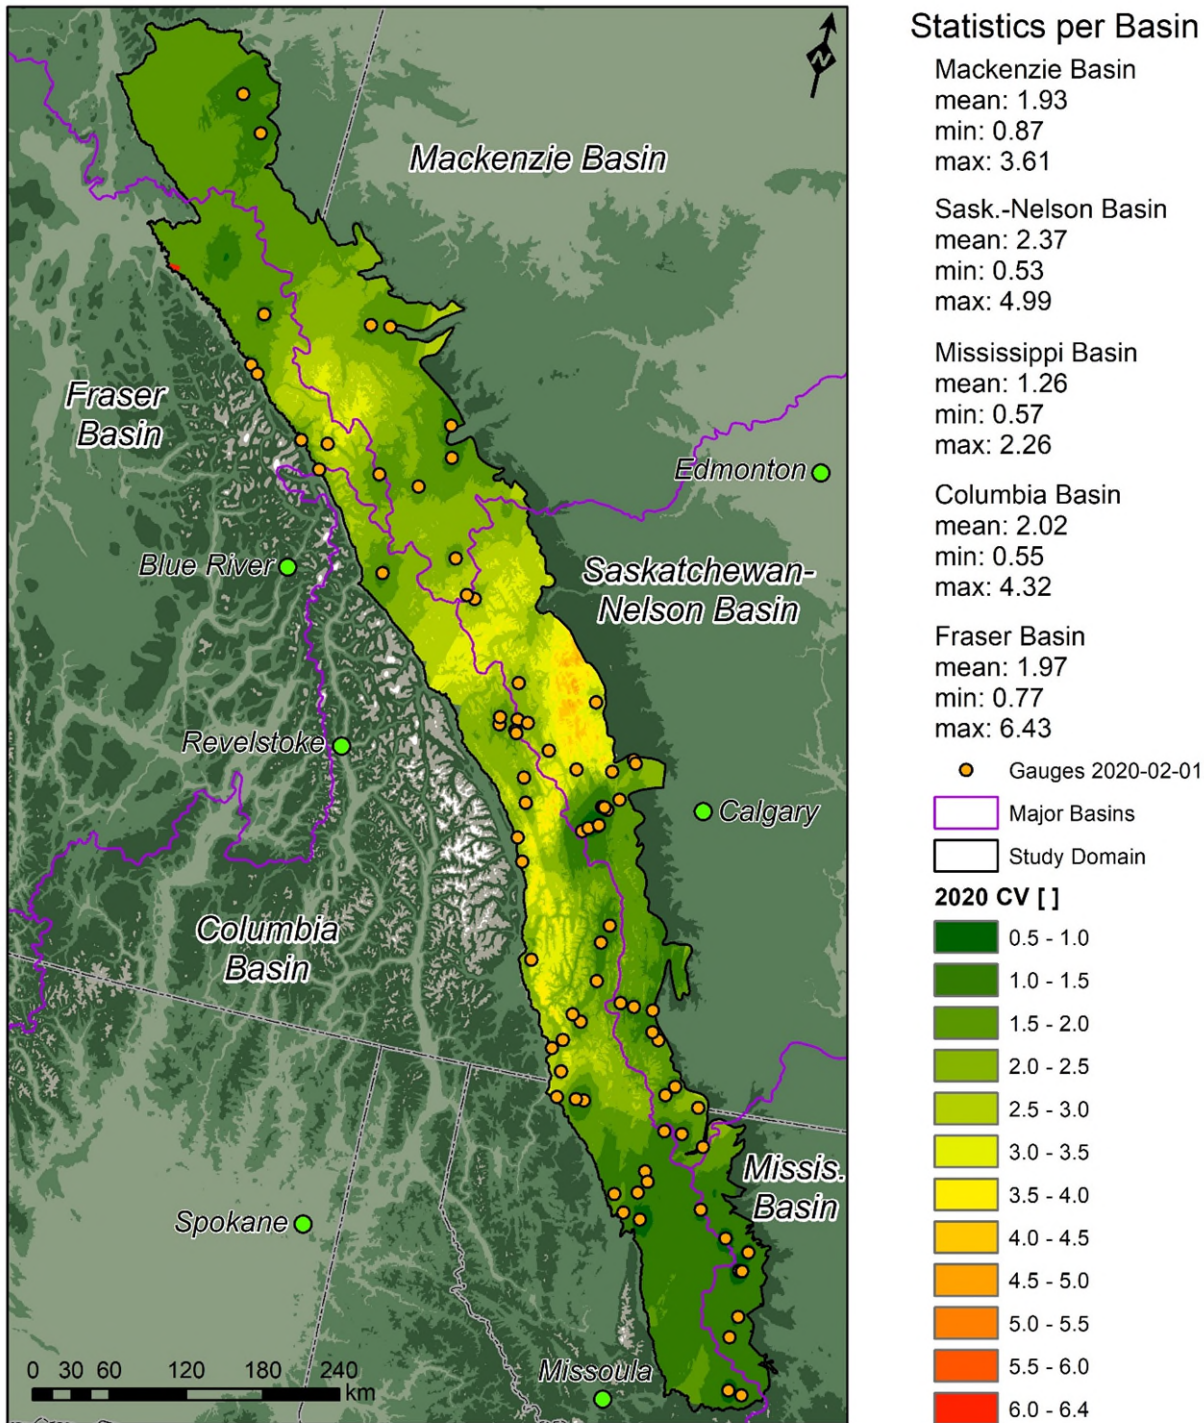 Mackenzie Basin
Fraser
Basin
Edmonton
Blue River
Saskatchewan-
Nelson Basin
Revelstoke
Calgary
Columbia
Basin
Missis.
Basin
Spokane
Missoula
0 30 60 120 180 240
km
N
Statistics per Basin
Mackenzie Basin
mean: 1.93
min: 0.87
max: 3.61
Sask.-Nelson Basin
mean: 2.37
min: 0.53
max: 4.99
Mississippi Basin
mean: 1.26
min: 0.57
max: 2.26
Columbia Basin
mean: 2.02
min: 0.55
max: 4.32
Fraser Basin
mean: 1.97
min: 0.77
max: 6.43
Gauges 2020-02-01
Major Basins
Study Domain
2020 CV [ ]
0.5 - 1.0
1.0 - 1.5
1.5 - 2.0
2.0 - 2.5
2.5 - 3.0
3.0 - 3.5
3.5 - 4.0
4.0 - 4.5
4.5 - 5.0
5.0 - 5.5
5.5 - 6.0
6.0 - 6.4